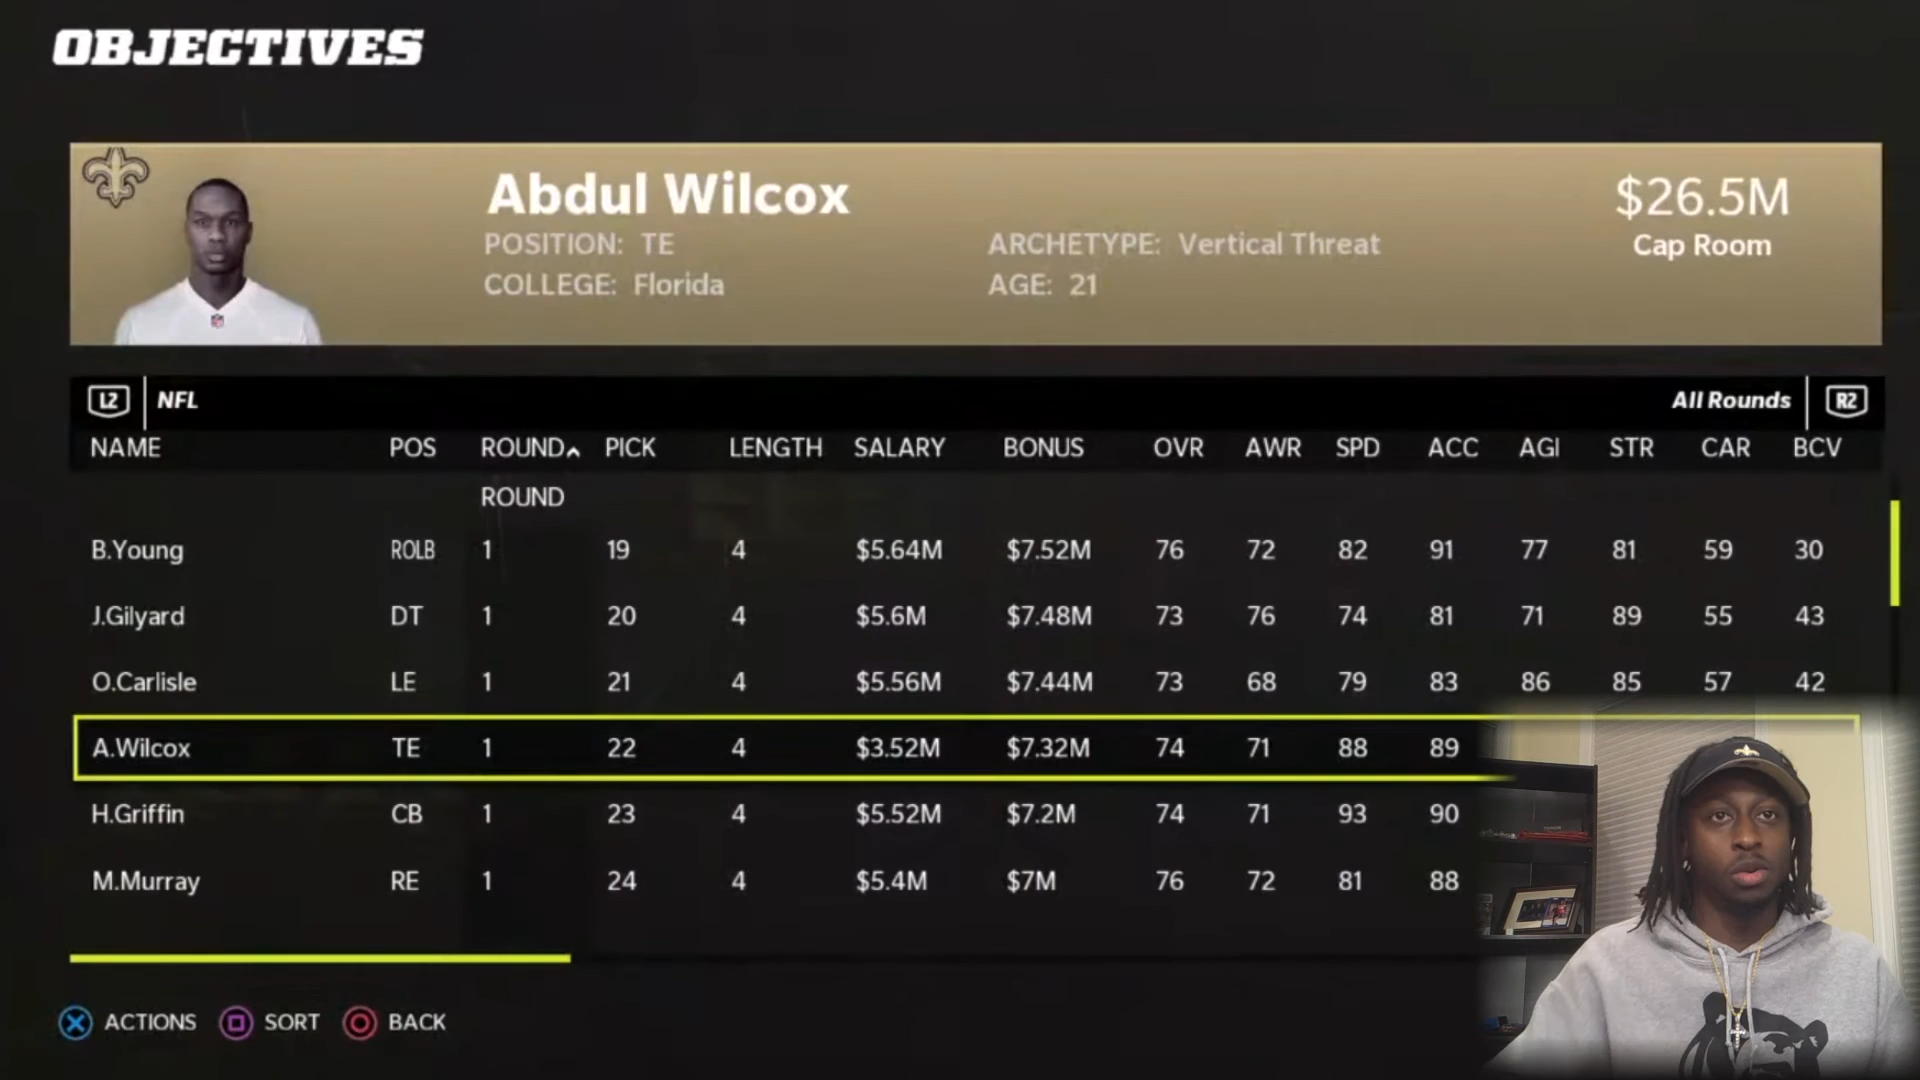 OBJECTIVES
Abdul Wilcox
POSITION: TE
COLLEGE: Florida
ARCHETYPE: Vertical Threat
AGE: 21
$26.5M
Cap Room
L2 NFL All Rounds R2
NAME POS ROUND PICK LENGTH SALARY BONUS OVR AWR SPD ACC AGI STR CAR BCV
ROUND
B.Young ROLB 1 19 4 $5.64M $7.52M 76 72 82 91 77 81 59 30
J.Gilyard DT 1 20 4 $5.6M $7.48M 73 76 74 81 71 89 55 43
O.Carlisle LE 1 21 4 $5.56M $7.44M 73 68 79 83 86 85 57 42
A.Wilcox TE 1 22 4 $3.52M $7.32M 74 71 88 89
H.Griffin CB 1 23 4 $5.52M $7.2M 74 71 93 90
M.Murray RE 1 24 4 $5.4M $7M 76 72 81 88
ACTIONS SORT BACK